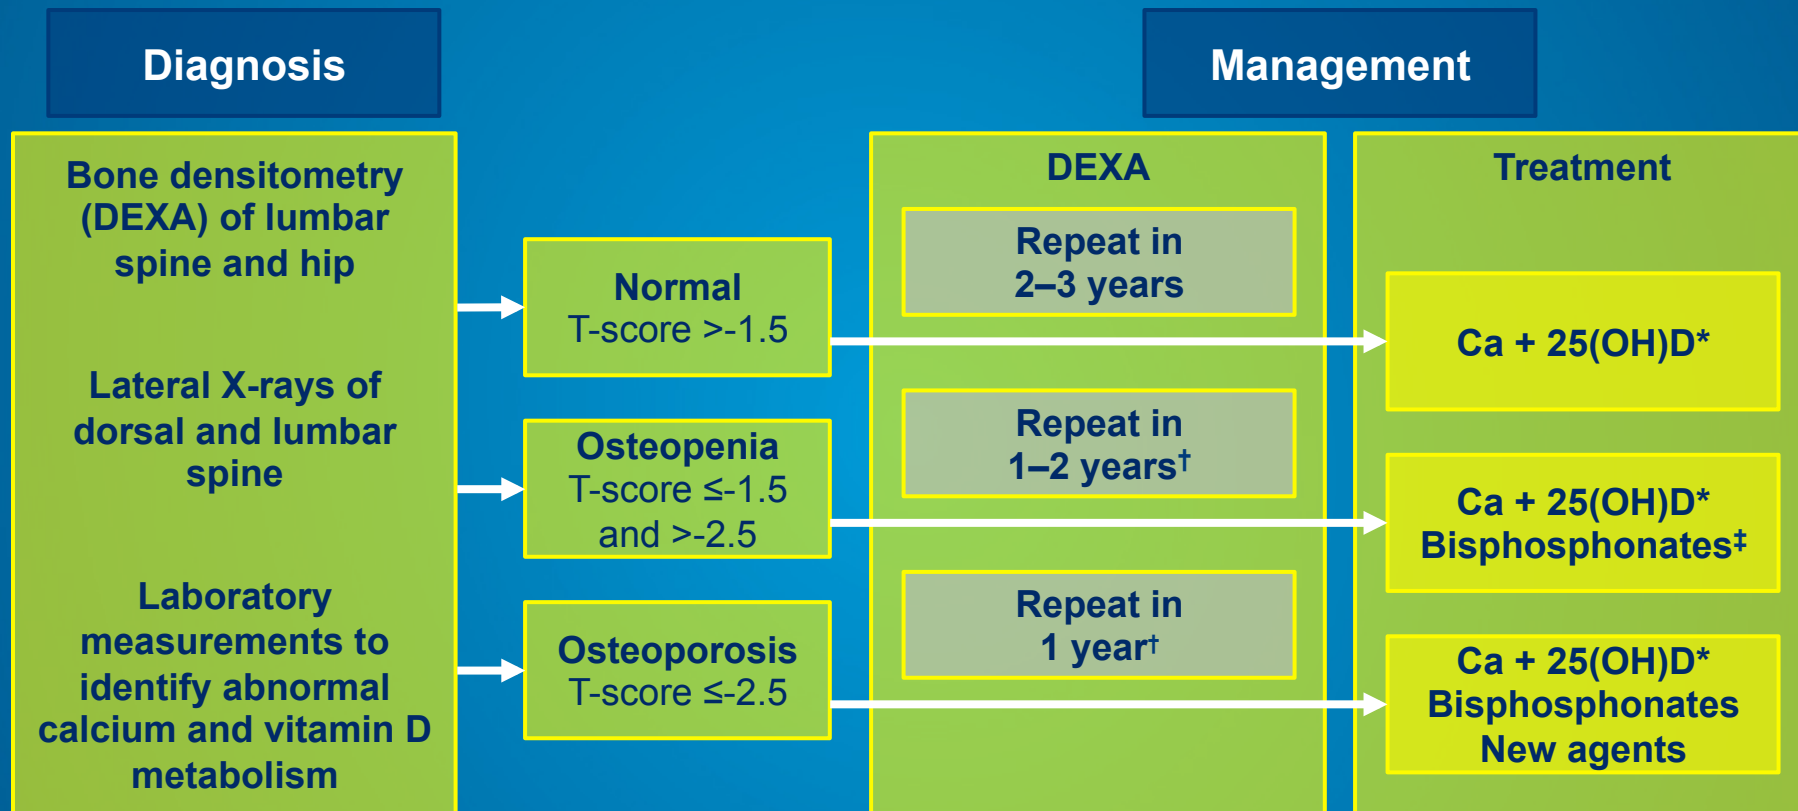 Diagnosis
Management
Bone densitometry
(DEXA) of lumbar
spine and hip
Lateral X-rays of
dorsal and lumbar
spine
Laboratory
measurements to
identify abnormal
calcium and vitamin D
metabolism
Normal
T-score >-1.5
Osteopenia
T-score ≤-1.5
and >-2.5
Osteoporosis
T-score ≤-2.5
DEXA
Repeat in
2–3 years
Repeat in
1–2 years†
Repeat in
1 year†
Treatment
Ca + 25(OH)D*
Ca + 25(OH)D*
Bisphosphonates‡
Ca + 25(OH)D*
Bisphosphonates
New agents